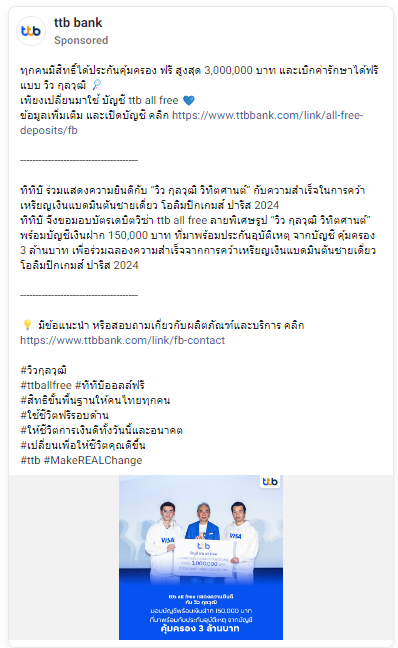 ttb bank
Sponsored
ทุกคนมีสิทธิ์ได้ประกันคุ้มครอง ฟรี สูงสุด 3,000,000 บาท และเบิกค่ารักษาได้ฟรี
แบบ วิว กุลวุฒิ 🏸
เพียงเปลี่ยนมาใช้ บัญชี ttb all free 💙
ข้อมูลเพิ่มเติม และเปิดบัญชี คลิก https://www.ttbbank.com/link/all-free-
deposits/fb
------------------------------------
ทีทีบี ร่วมแสดงความยินดีกับ “วิว กุลวุฒิ วิทิตศานต์” กับความสำเร็จในการคว้า
เหรียญเงินแบดมินตันชายเดี่ยว โอลิมปิกเกมส์ ปารีส 2024
ทีทีบี จึงขอมอบบัตรเดบิตวีซ่า ttb all free ลายพิเศษรูป “วิว กุลวุฒิ วิทิตศานต์”
พร้อมบัญชีเงินฝาก 150,000 บาท ที่มาพร้อมประกันอุบัติเหตุ จากบัญชี คุ้มครอง
3 ล้านบาท เพื่อร่วมฉลองความสำเร็จจากการคว้าเหรียญเงินแบดมินตันชายเดี่ยว
โอลิมปิกเกมส์ ปารีส 2024
------------------------------------
💡 มีข้อแนะนำ หรือสอบถามเกี่ยวกับผลิตภัณฑ์และบริการ คลิก
https://www.ttbbank.com/link/fb-contact
#วิวกุลวุฒิ
#ttballfree #ทีทีบีออลล์ฟรี
#สิทธิขั้นพื้นฐานให้คนไทยทุกคน
#ใช้ชีวิตฟรีรอบด้าน
#ให้ชีวิตการเงินดีทั้งวันนี้และอนาคต
#เปลี่ยนเพื่อให้ชีวิตคุณดีขึ้น
#ttb #MakeREALChange
ttb
ttb
VISA
VISA
3,000,000
ttb all free แสดงความยินดี
กับ วิว กุลวุฒิ
มอบบัญชีพร้อมเงินฝาก 150,000 บาท
ที่มาพร้อมกับประกันอุบัติเหตุ จากบัญชี
คุ้มครอง 3 ล้านบาท